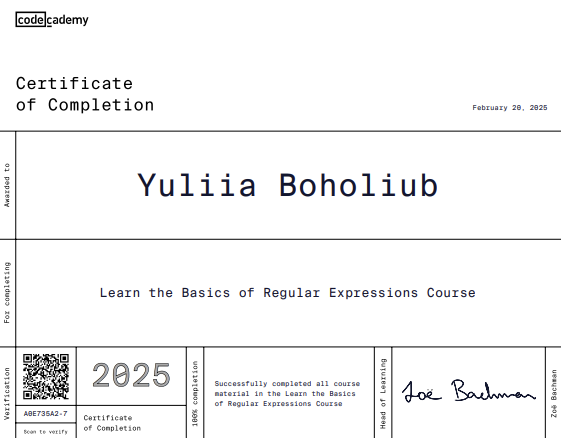 codecademy
Certificate
of Completion
February 20, 2025
Awarded to
Yuliia Boholiub
For completing
Learn the Basics of Regular Expressions Course
Verification
A0E735A2-7
Scan to verify
2025
Certificate
of Completion
100% completion
Successfully completed all course
material in the Learn the Basics
of Regular Expressions Course
Head of Learning
Zoë Bachman
Zoë Bachman